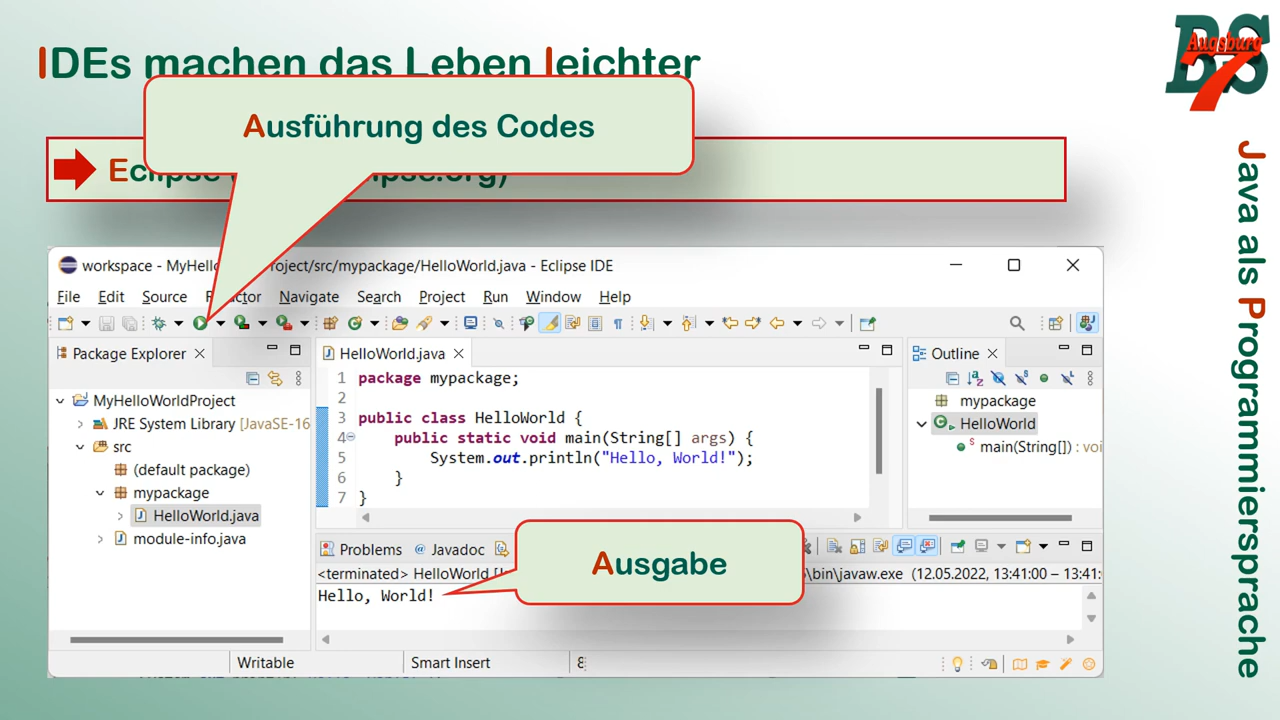 IDEs machen das Leben leichter
BS
Augsburg
7
Ausführung des Codes
Java als Programmiersprache
workspace - MyHello project/src/mypackage/HelloWorld.java - Eclipse IDE
File Edit Source Refactor Navigate Search Project Run Window Help
Package Explorer
MyHelloWorldProject
JRE System Library [JavaSE-16
src
(default package)
mypackage
HelloWorld.java
module-info.java
HelloWorld.java
1 package mypackage;
2
3 public class HelloWorld {
4 public static void main(String[] args) {
5 System.out.println("Hello, World!");
6 }
7 }
Outline
mypackage
HelloWorld
main(String[]) : voi
Problems @ Javadoc
Ausgabe
<terminated> HelloWorld \bin\javaw.exe (12.05.2022, 13:41:00 – 13:41:
Hello, World!
Writable Smart Insert 8